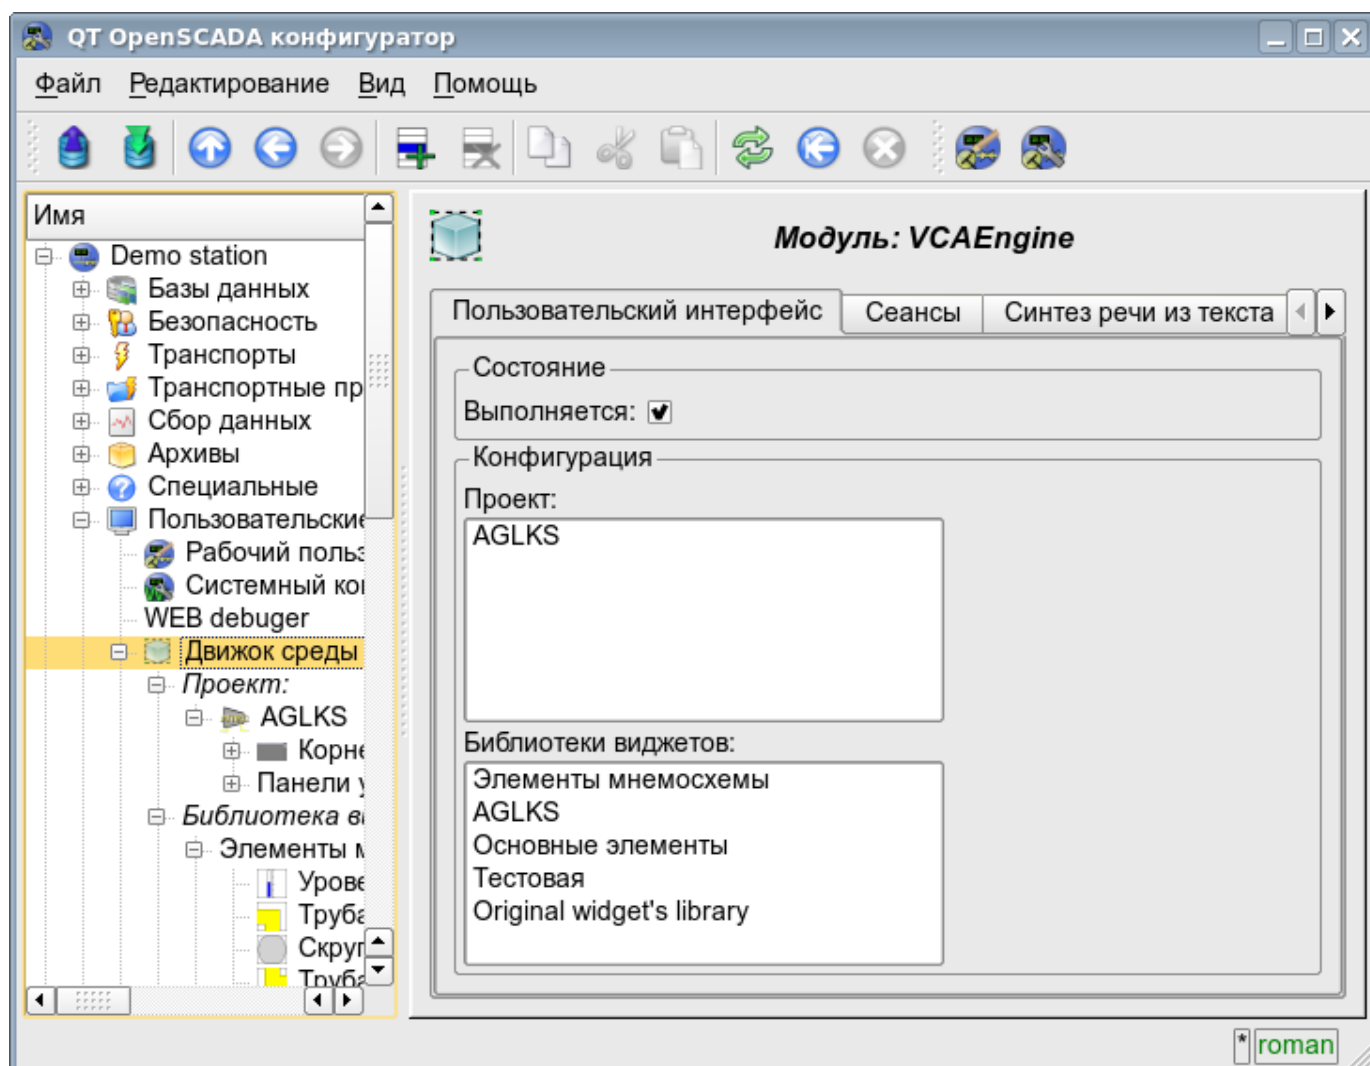 QT OpenSCADA конфигуратор
Файл Редактирование Вид Помощь
Имя
Demo station
Базы данных
Безопасность
Транспорты
Транспортные пр
Сбор данных
Архивы
Специальные
Пользовательские
Рабочий польз
Системный ко
WEB debuger
Движок среды
Проект:
AGLKS
Корне
Панели у
Библиотека в
Элементы м
Урове
Труба
Скруг
Труба
Модуль: VCAEngine
Пользовательский интерфейс Сеансы Синтез речи из текста
Состояние
Выполняется:
Конфигурация
Проект:
AGLKS
Библиотеки виджетов:
Элементы мнемосхемы
AGLKS
Основные элементы
Тестовая
Original widget's library
* roman